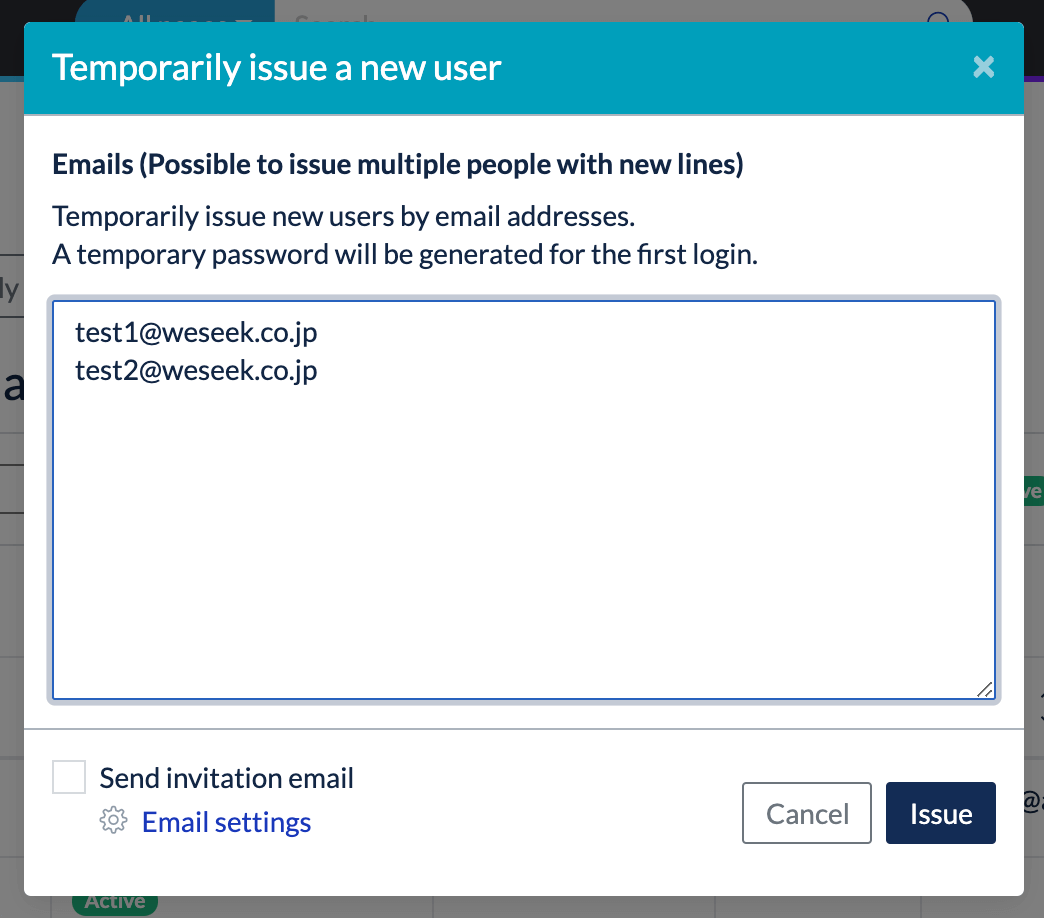 Temporarily issue a new user
Emails (Possible to issue multiple people with new lines)
Temporarily issue new users by email addresses.
A temporary password will be generated for the first login.
test1@weseek.co.jp
test2@weseek.co.jp
Send invitation email
Email settings
Cancel
Issue
Active